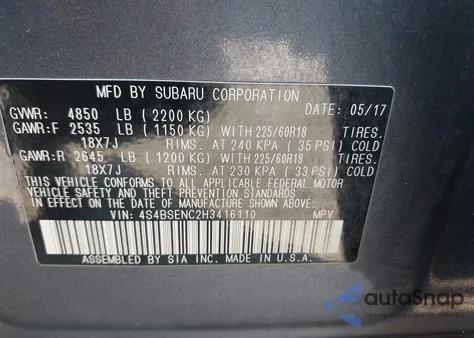 MFD BY SUBARU CORPORATION
GVWR: 4850 LB (2200 KG) DATE: 05/17
GAWR:F 2535 LB (1150 KG) WITH 225/60R18 TIRES.
18X7J RIMS. AT 240 KPA (35 PSI) COLD.
GAWR:R 2645 LB (1200 KG) WITH 225/60R18 TIRES.
18X7J RIMS. AT 230 KPA (33 PSI) COLD.
THIS VEHICLE CONFORMS TO ALL APPLICABLE FEDERAL MOTOR
VEHICLE SAFETY AND THEFT PREVENTION STANDARDS IN
EFFECT ON THE DATE OF MANUFACTURE SHOWN ABOVE.
VIN: 4S4BSENC2H3416110 MPV
ASSEMBLED BY SIA INC. MADE IN U.S.A.
autoSnap